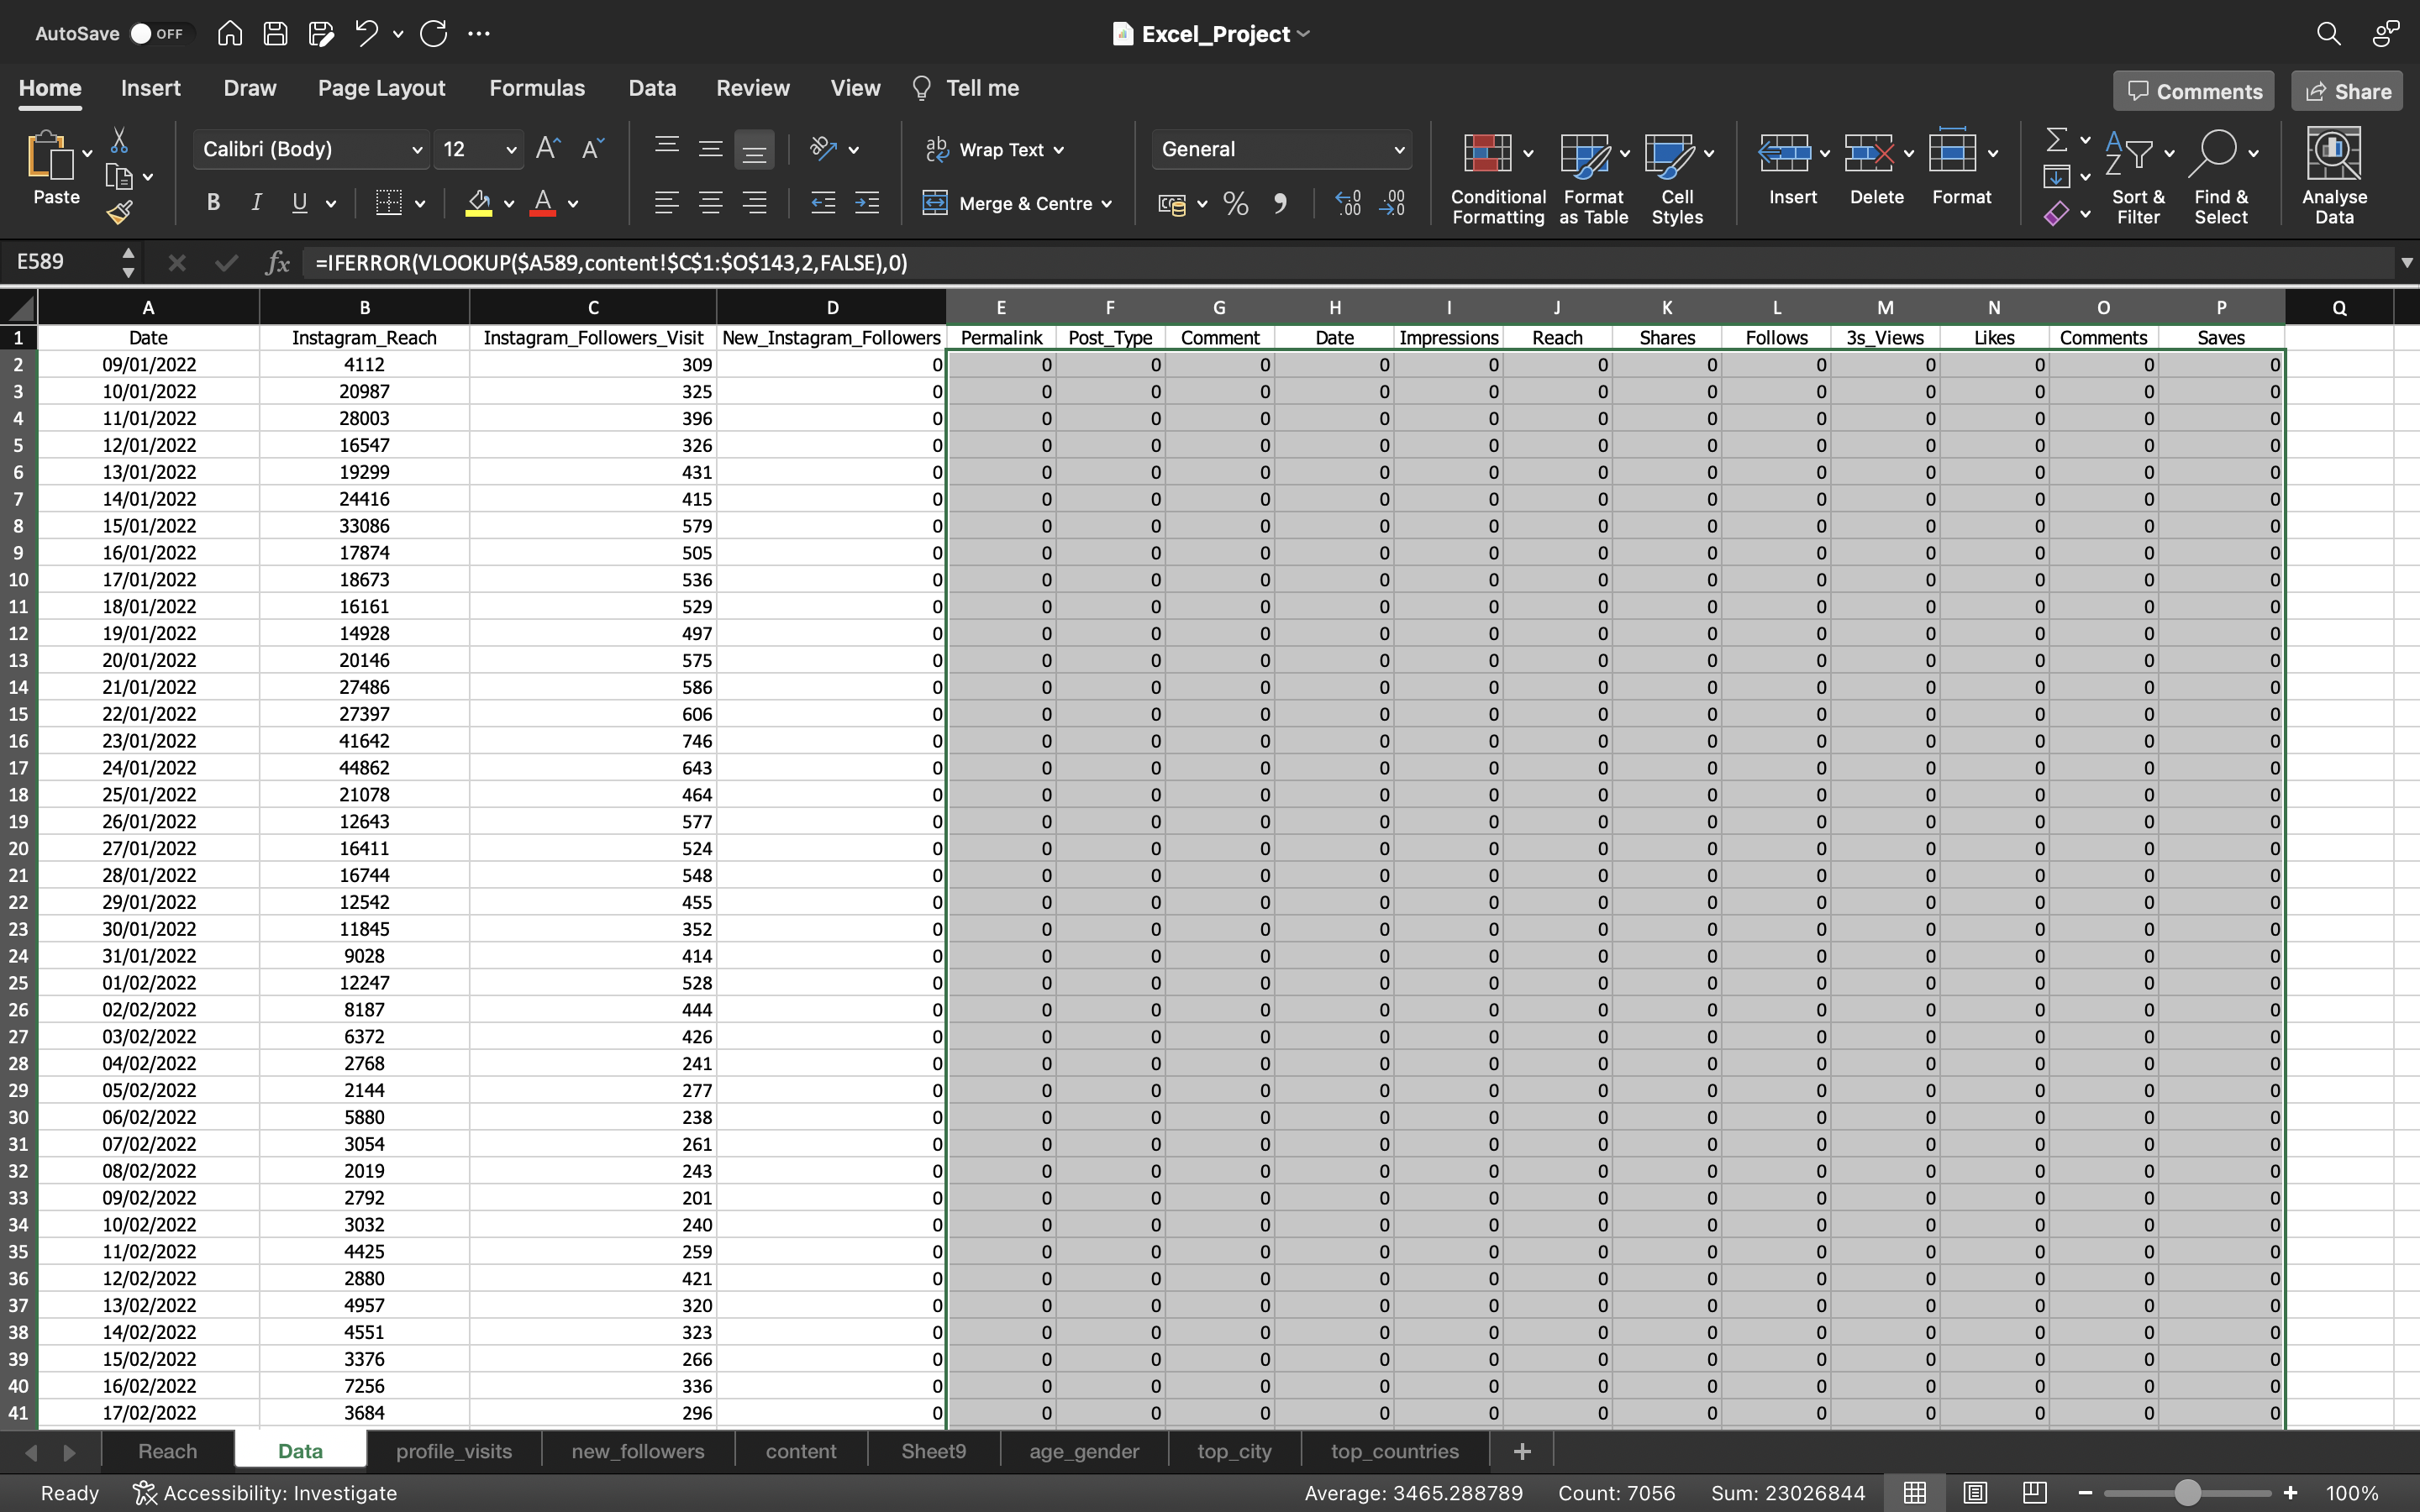 AutoSave OFF Excel_Project
Home Insert Draw Page Layout Formulas Data Review View Tell me Comments Share
Paste Calibri (Body) 12 Wrap Text General Conditional Formatting Format as Table Cell Styles Insert Delete Format Sort & Filter Find & Select Analyse Data
B I U Merge & Centre
E589 fx =IFERROR(VLOOKUP($A589,content!$C$1:$O$143,2,FALSE),0)
A B C D E F G H I J K L M N O P Q
1 Date Instagram_Reach Instagram_Followers_Visit New_Instagram_Followers Permalink Post_Type Comment Date Impressions Reach Shares Follows 3s_Views Likes Comments Saves
2 09/01/2022 4112 309 0 0 0 0 0 0 0 0 0 0 0 0 0
3 10/01/2022 20987 325 0 0 0 0 0 0 0 0 0 0 0 0 0
4 11/01/2022 28003 396 0 0 0 0 0 0 0 0 0 0 0 0 0
5 12/01/2022 16547 326 0 0 0 0 0 0 0 0 0 0 0 0 0
6 13/01/2022 19299 431 0 0 0 0 0 0 0 0 0 0 0 0 0
7 14/01/2022 24416 415 0 0 0 0 0 0 0 0 0 0 0 0 0
8 15/01/2022 33086 579 0 0 0 0 0 0 0 0 0 0 0 0 0
9 16/01/2022 17874 505 0 0 0 0 0 0 0 0 0 0 0 0 0
10 17/01/2022 18673 536 0 0 0 0 0 0 0 0 0 0 0 0 0
11 18/01/2022 16161 529 0 0 0 0 0 0 0 0 0 0 0 0 0
12 19/01/2022 14928 497 0 0 0 0 0 0 0 0 0 0 0 0 0
13 20/01/2022 20146 575 0 0 0 0 0 0 0 0 0 0 0 0 0
14 21/01/2022 27486 586 0 0 0 0 0 0 0 0 0 0 0 0 0
15 22/01/2022 27397 606 0 0 0 0 0 0 0 0 0 0 0 0 0
16 23/01/2022 41642 746 0 0 0 0 0 0 0 0 0 0 0 0 0
17 24/01/2022 44862 643 0 0 0 0 0 0 0 0 0 0 0 0 0
18 25/01/2022 21078 464 0 0 0 0 0 0 0 0 0 0 0 0 0
19 26/01/2022 12643 577 0 0 0 0 0 0 0 0 0 0 0 0 0
20 27/01/2022 16411 524 0 0 0 0 0 0 0 0 0 0 0 0 0
21 28/01/2022 16744 548 0 0 0 0 0 0 0 0 0 0 0 0 0
22 29/01/2022 12542 455 0 0 0 0 0 0 0 0 0 0 0 0 0
23 30/01/2022 11845 352 0 0 0 0 0 0 0 0 0 0 0 0 0
24 31/01/2022 9028 414 0 0 0 0 0 0 0 0 0 0 0 0 0
25 01/02/2022 12247 528 0 0 0 0 0 0 0 0 0 0 0 0 0
26 02/02/2022 8187 444 0 0 0 0 0 0 0 0 0 0 0 0 0
27 03/02/2022 6372 426 0 0 0 0 0 0 0 0 0 0 0 0 0
28 04/02/2022 2768 241 0 0 0 0 0 0 0 0 0 0 0 0 0
29 05/02/2022 2144 277 0 0 0 0 0 0 0 0 0 0 0 0 0
30 06/02/2022 5880 238 0 0 0 0 0 0 0 0 0 0 0 0 0
31 07/02/2022 3054 261 0 0 0 0 0 0 0 0 0 0 0 0 0
32 08/02/2022 2019 243 0 0 0 0 0 0 0 0 0 0 0 0 0
33 09/02/2022 2792 201 0 0 0 0 0 0 0 0 0 0 0 0 0
34 10/02/2022 3032 240 0 0 0 0 0 0 0 0 0 0 0 0 0
35 11/02/2022 4425 259 0 0 0 0 0 0 0 0 0 0 0 0 0
36 12/02/2022 2880 421 0 0 0 0 0 0 0 0 0 0 0 0 0
37 13/02/2022 4957 320 0 0 0 0 0 0 0 0 0 0 0 0 0
38 14/02/2022 4551 323 0 0 0 0 0 0 0 0 0 0 0 0 0
39 15/02/2022 3376 266 0 0 0 0 0 0 0 0 0 0 0 0 0
40 16/02/2022 7256 336 0 0 0 0 0 0 0 0 0 0 0 0 0
41 17/02/2022 3684 296 0 0 0 0 0 0 0 0 0 0 0 0 0
Reach Data profile_visits new_followers content Sheet9 age_gender top_city top_countries +
Ready Accessibility: Investigate Average: 3465.288789 Count: 7056 Sum: 23026844 − + 100%